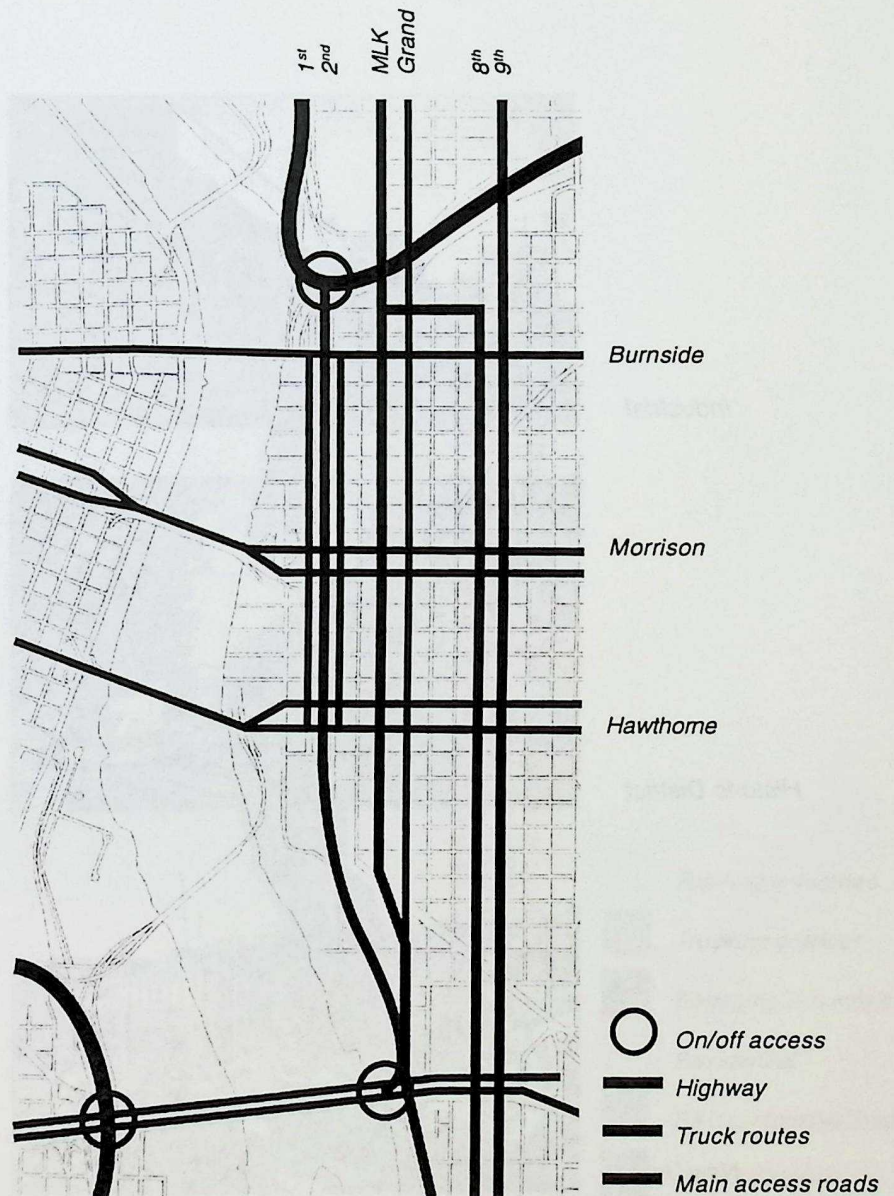 1st
2nd
MLK
Grand
8th
9th
Burnside
Morrison
Hawthorne
On/off access
Highway
Truck routes
Main access roads